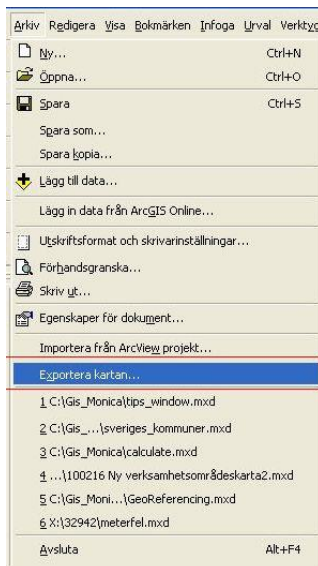 Arkiv Redigera Visa Bokmärken Infoga Urval Verktyg
Ny... Ctrl+N
Öppna... Ctrl+O
Spara Ctrl+S
Spara som...
Spara kopia...
Lägg till data...
Lägg in data från ArcGIS Online...
Utskriftsformat och skrivarinställningar...
Förhandsgranska...
Skriv ut...
Egenskaper för dokument...
Importera från ArcView projekt...
Exportera kartan...
1 C:\Gis_Monica\tips_window.mxd
2 C:\Gis_...\sveriges_kommuner.mxd
3 C:\Gis_Monica\calculate.mxd
4 ...\100216 Ny verksamhetsområdeskarta2.mxd
5 C:\Gis_Moni...\GeoReferencing.mxd
6 X:\32942\meterfel.mxd
Avsluta Alt+F4